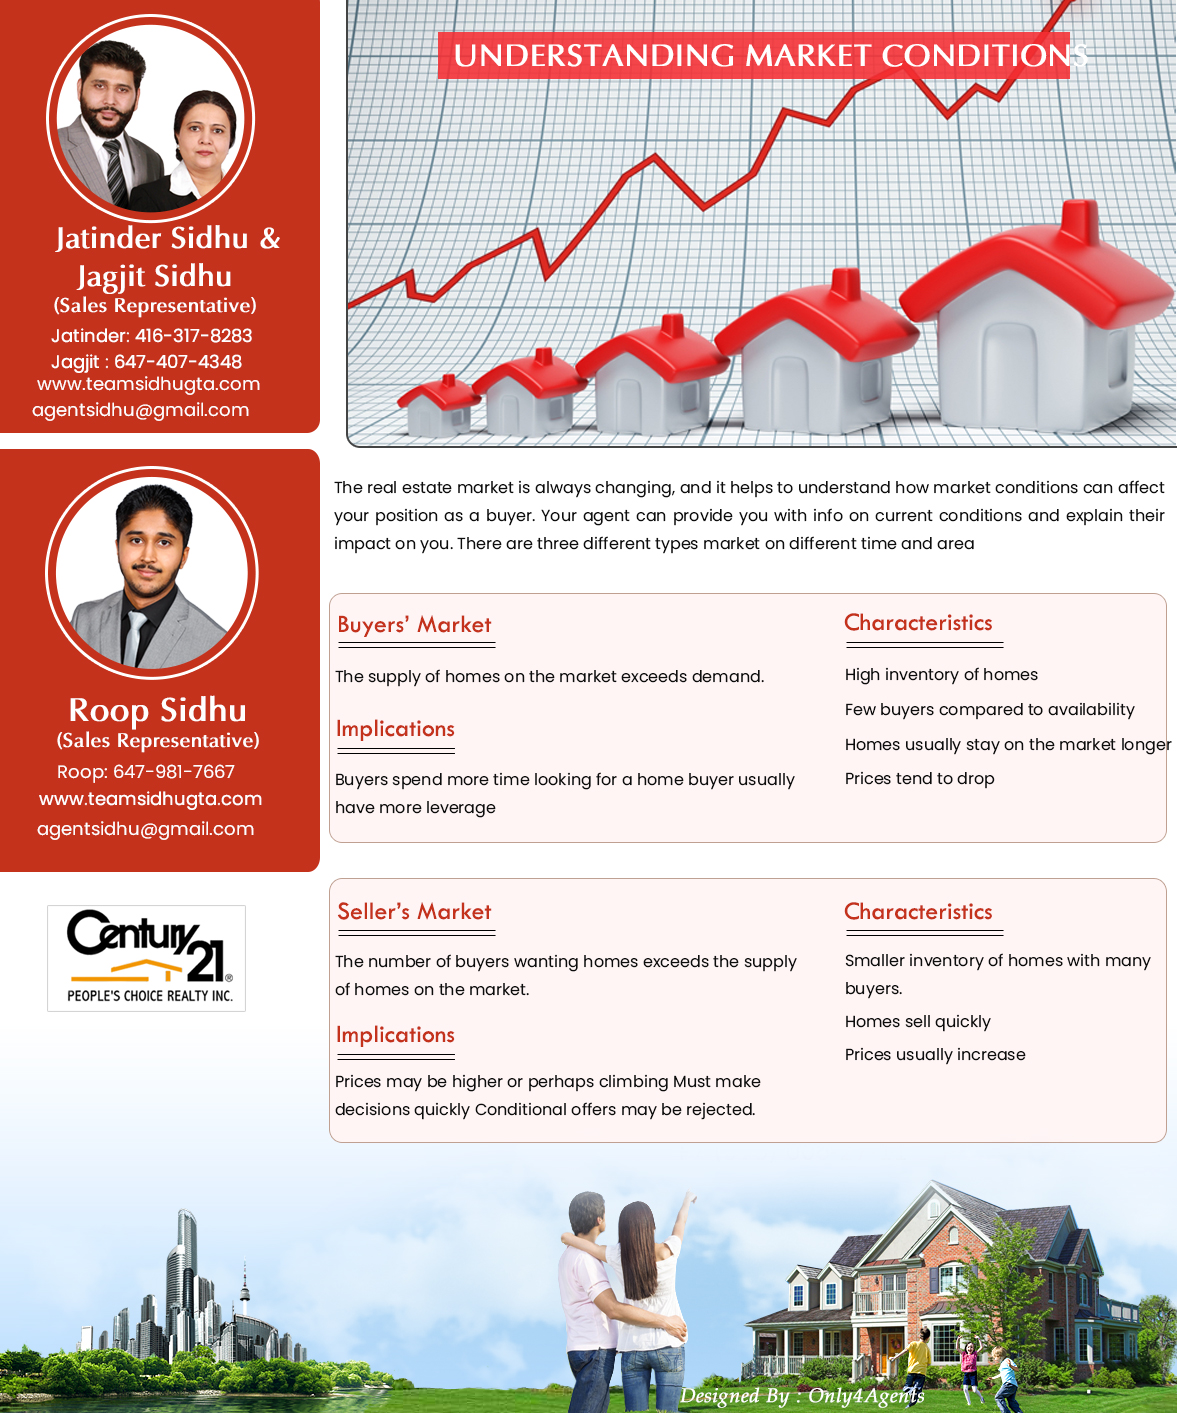 Jatinder Sidhu &
Jagjit Sidhu
(Sales Representative)
Jatinder: 416-317-8283
Jagjit : 647-407-4348
www.teamsidhugta.com
agentsidhu@gmail.com
Roop Sidhu
(Sales Representative)
Roop: 647-981-7667
www.teamsidhugta.com
agentsidhu@gmail.com
Century
21®
PEOPLE'S CHOICE REALTY INC.
UNDERSTANDING MARKET CONDITIONS
The real estate market is always changing, and it helps to understand how market conditions can affect
your position as a buyer. Your agent can provide you with info on current conditions and explain their
impact on you. There are three different types market on different time and area
Buyers’ Market
The supply of homes on the market exceeds demand.
Implications
Buyers spend more time looking for a home buyer usually
have more leverage
Characteristics
High inventory of homes
Few buyers compared to availability
Homes usually stay on the market longer
Prices tend to drop
Seller’s Market
The number of buyers wanting homes exceeds the supply
of homes on the market.
Implications
Prices may be higher or perhaps climbing Must make
decisions quickly Conditional offers may be rejected.
Characteristics
Smaller inventory of homes with many
buyers.
Homes sell quickly
Prices usually increase
Designed By : Only4Agents